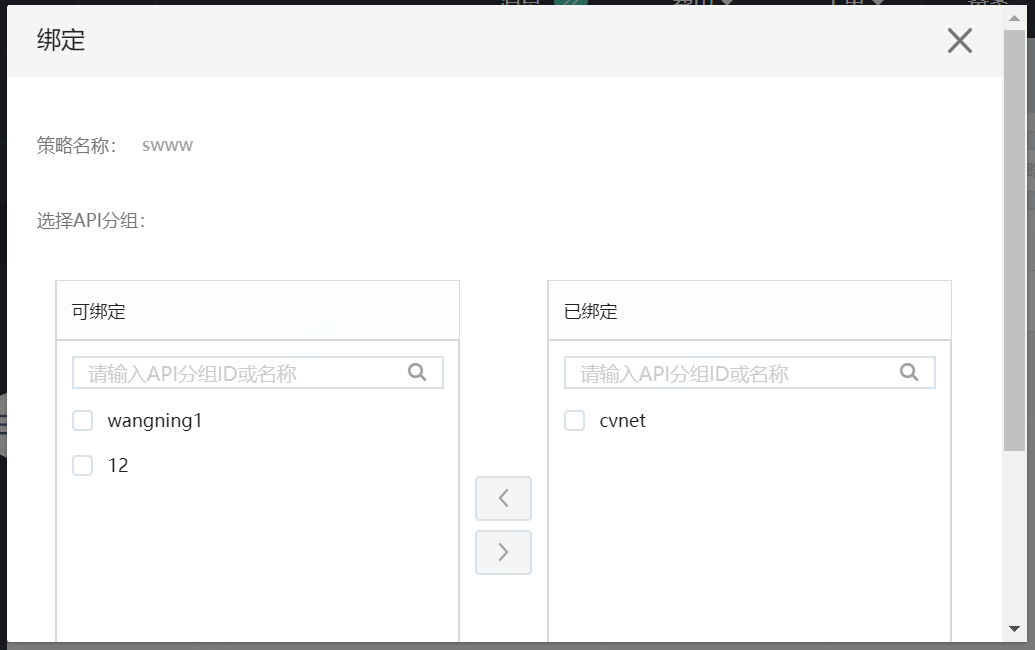 绑定
策略名称： swww
选择API分组：
可绑定
请输入API分组ID或名称
wangning1
12
已绑定
请输入API分组ID或名称
cvnet